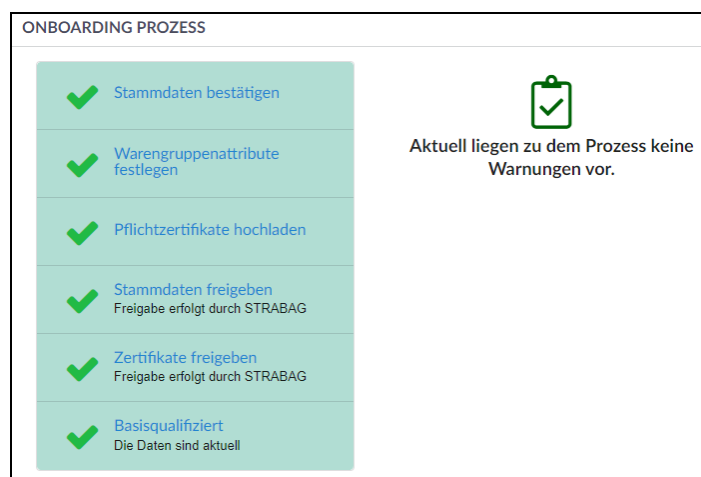 ONBOARDING PROZESS
Stammdaten bestätigen
Warengruppenattribute
festlegen
Pflichtzertifikate hochladen
Stammdaten freigeben
Freigabe erfolgt durch STRABAG
Zertifikate freigeben
Freigabe erfolgt durch STRABAG
Basisqualifiziert
Die Daten sind aktuell
Aktuell liegen zu dem Prozess keine
Warnungen vor.